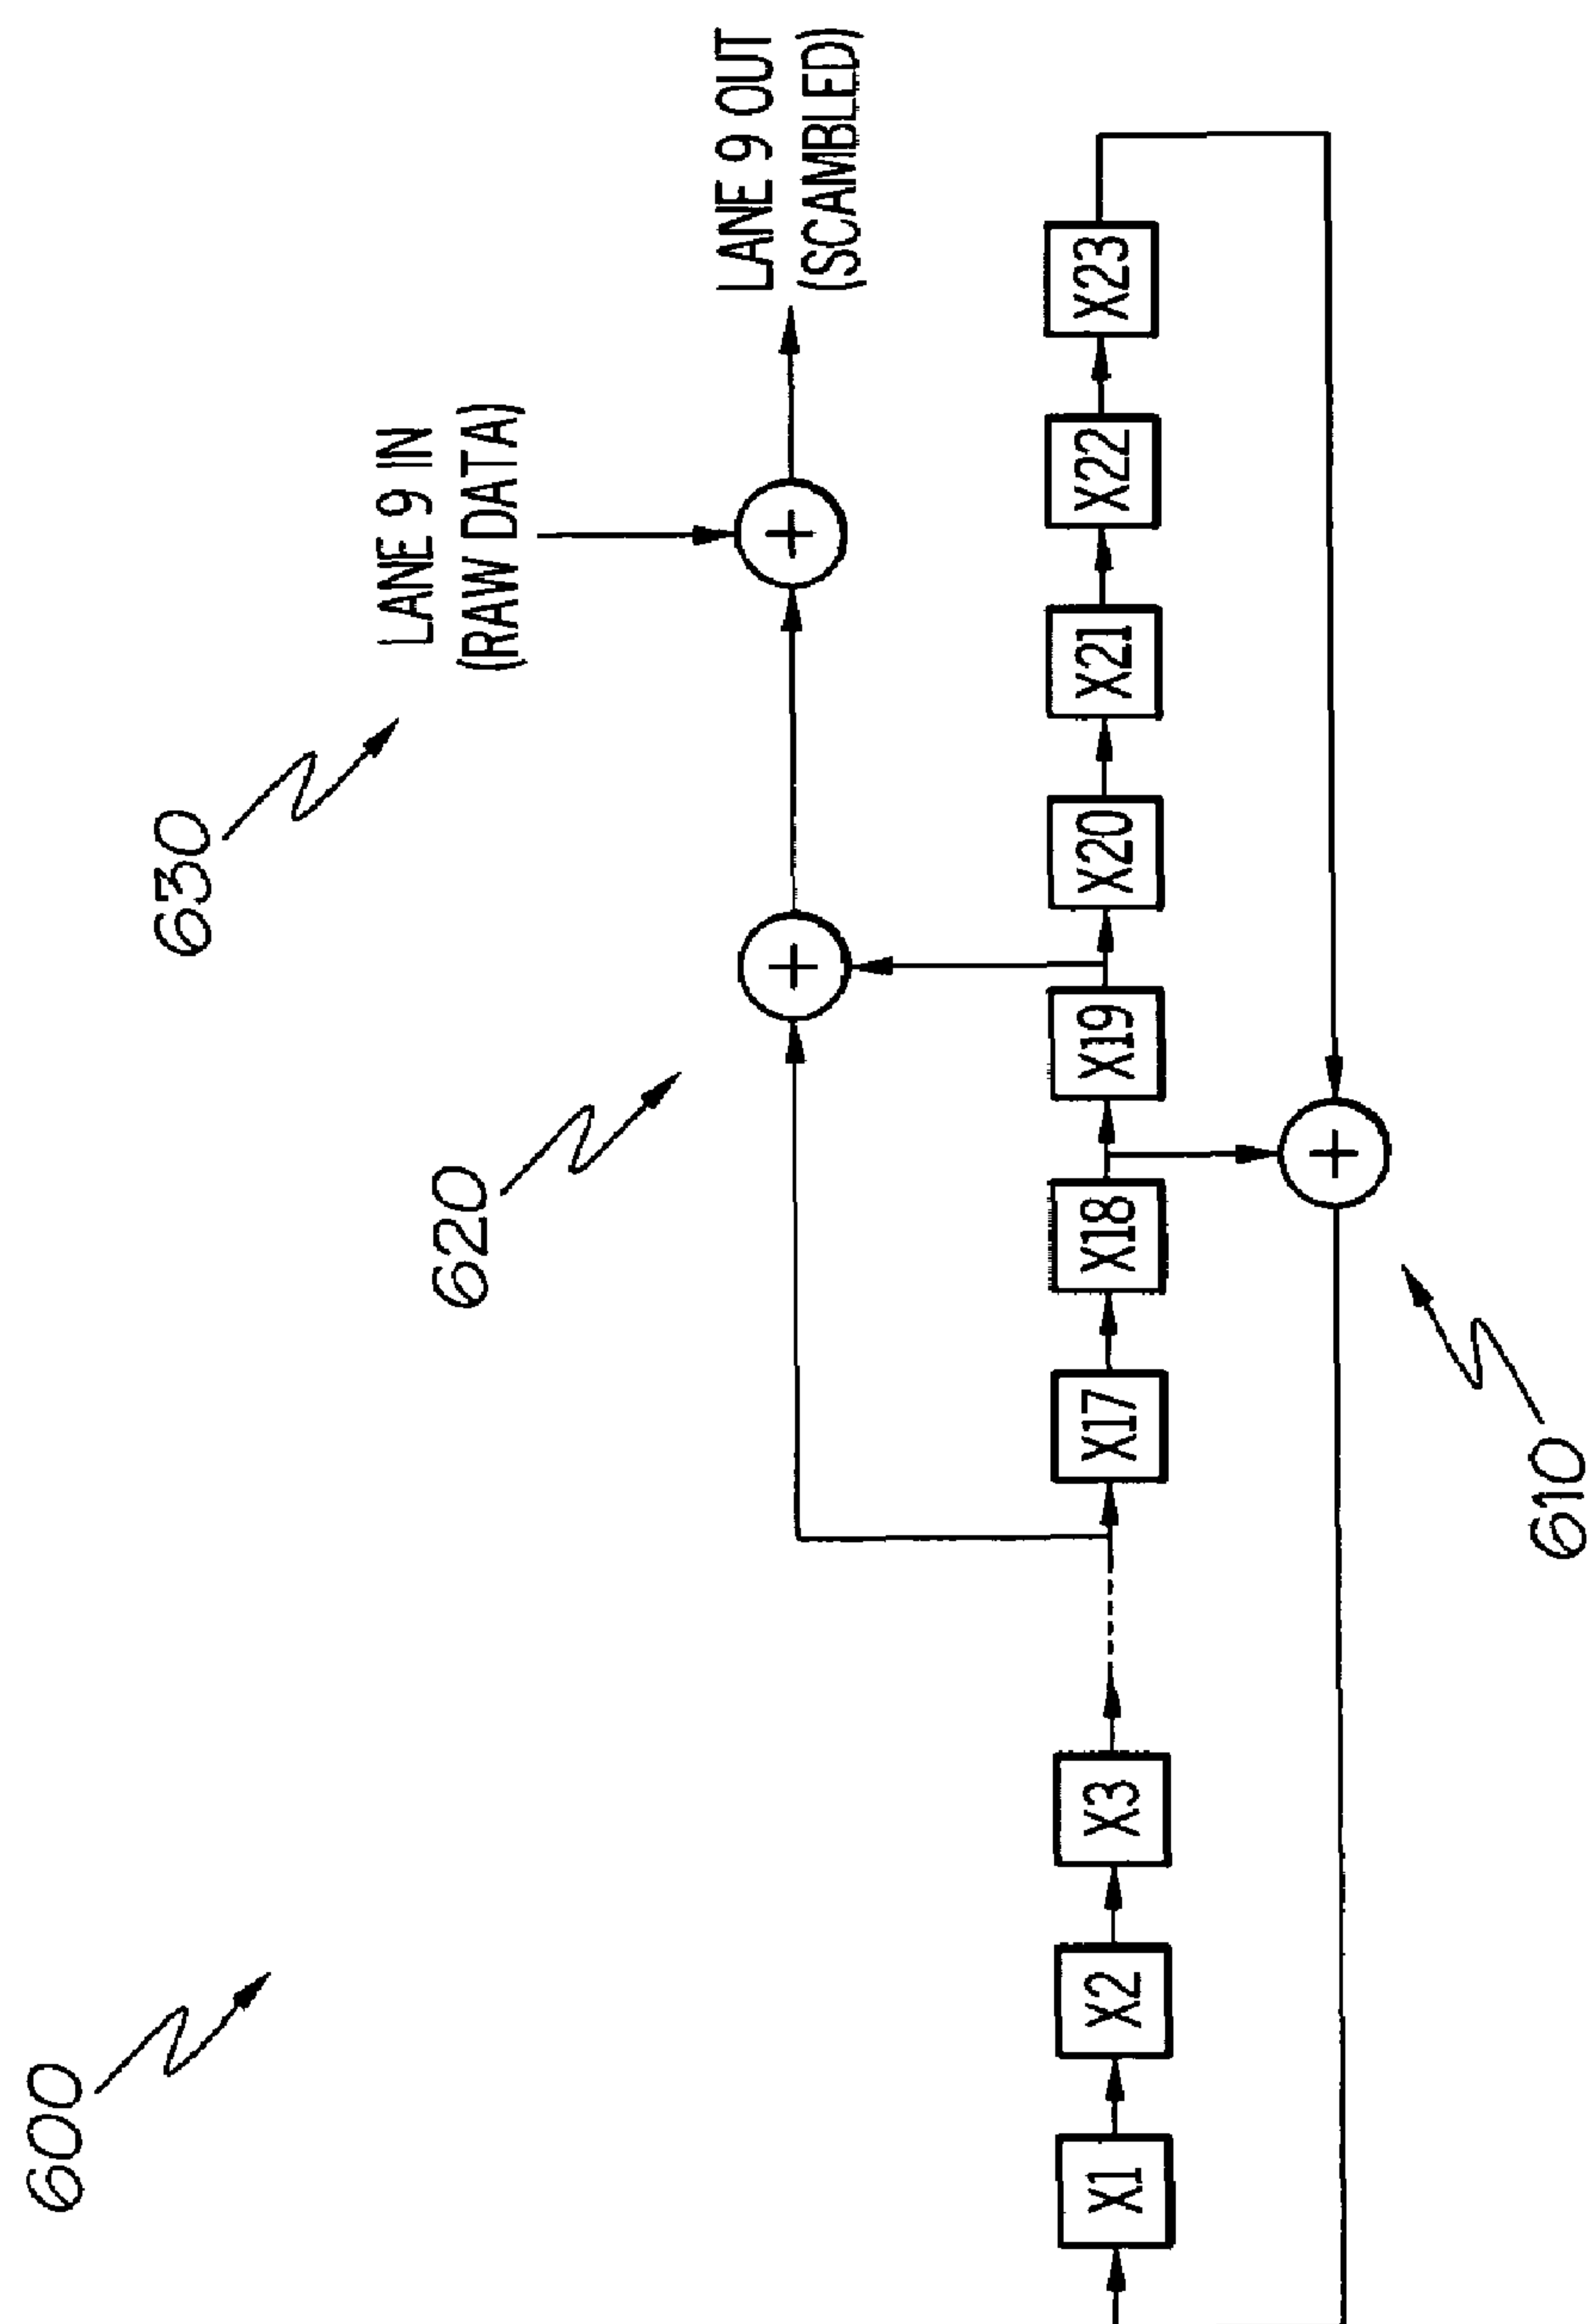 600
630
LANE 9 IN
(RAW DATA)
620
LANE 9 OUT
(SCAMBLED)
X1
X2
X3
X17
X18
X19
X20
X21
X22
X23
610